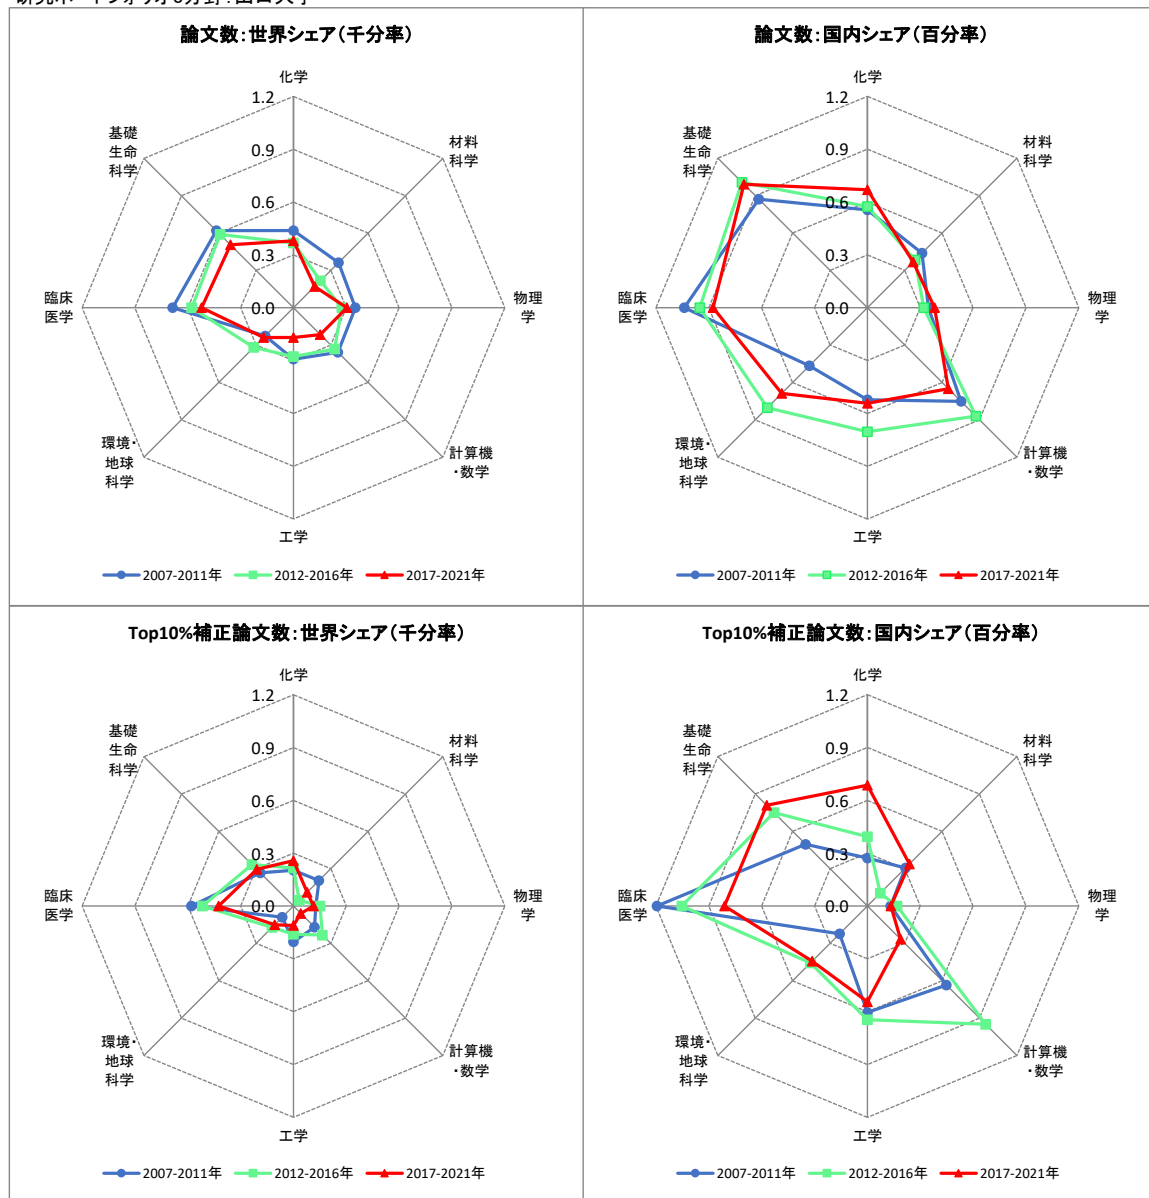 論文数:世界シェア(千分率)
化学
1.2
0.9
0.6
0.3
0.0
材料
科学
物理
学
計算機
・数学
工学
環境・
地球
科学
臨床
医学
基礎
生命
科学
2007-2011年
2012-2016年
2017-2021年
論文数:国内シェア(百分率)
化学
1.2
0.9
0.6
0.3
0.0
材料
科学
物理
学
計算機
・数学
工学
環境・
地球
科学
臨床
医学
基礎
生命
科学
2007-2011年
2012-2016年
2017-2021年
Top10%補正論文数:世界シェア(千分率)
化学
1.2
0.9
0.6
0.3
0.0
材料
科学
物理
学
計算機
・数学
工学
環境・
地球
科学
臨床
医学
基礎
生命
科学
2007-2011年
2012-2016年
2017-2021年
Top10%補正論文数:国内シェア(百分率)
化学
1.2
0.9
0.6
0.3
0.0
材料
科学
物理
学
計算機
・数学
工学
環境・
地球
科学
臨床
医学
基礎
生命
科学
2007-2011年
2012-2016年
2017-2021年